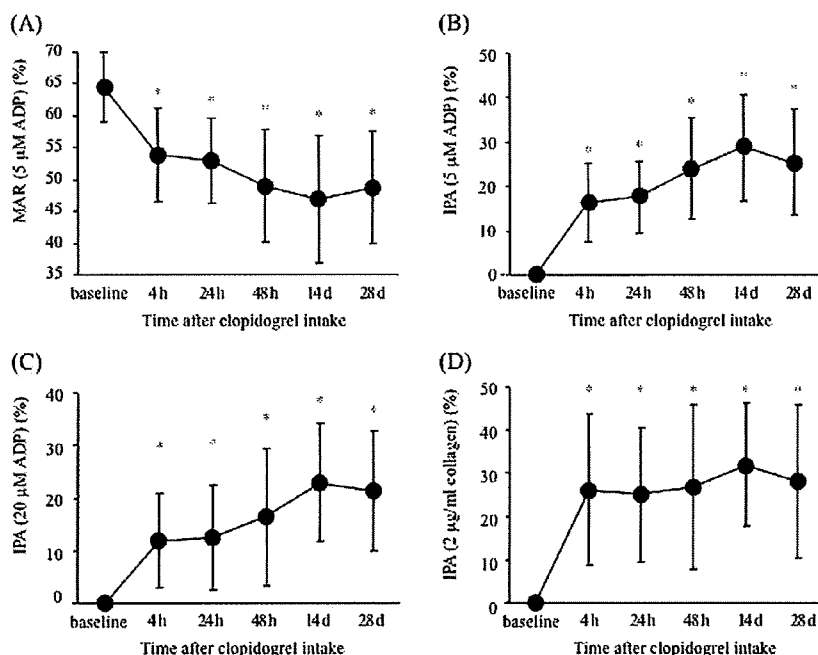 (A)
70
65
60
55
50
45
40
35
MAR (5 μM ADP) (%)
* * * * *
baseline 4h 24h 48h 14d 28d
Time after clopidogrel intake
(B)
50
40
30
20
10
0
IPA (5 μM ADP) (%)
* * * * *
baseline 4h 24h 48h 14d 28d
Time after clopidogrel intake
(C)
40
30
20
10
0
IPA (20 μM ADP) (%)
* * * * *
baseline 4h 24h 48h 14d 28d
Time after clopidogrel intake
(D)
50
40
30
20
10
0
IPA (2 μg/ml collagen) (%)
* * * * *
baseline 4h 24h 48h 14d 28d
Time after clopidogrel intake